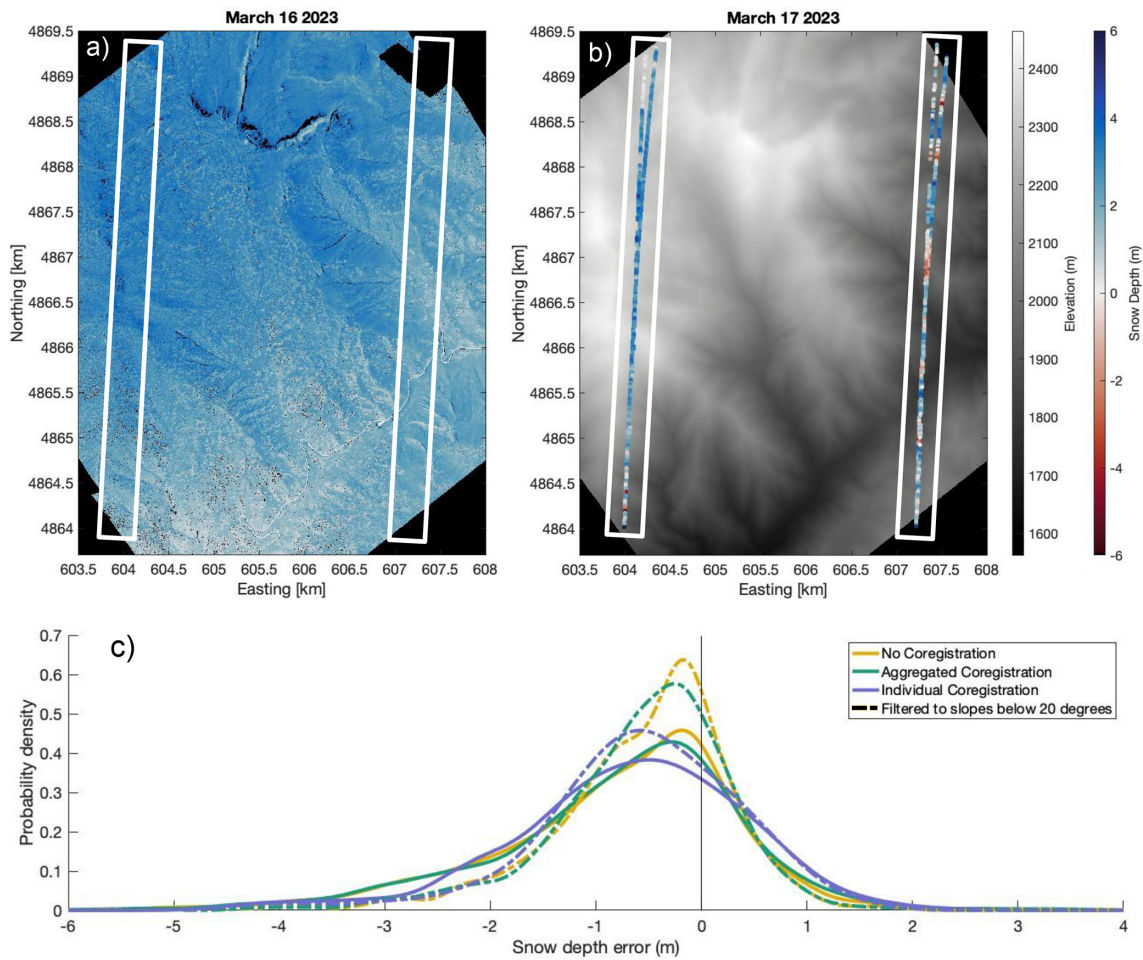 March 16 2023
a)
4869.5
4869
4868.5
4868
4867.5
4867
4866.5
4866
4865.5
4865
4864.5
4864
Northing [km]
603.5 604 604.5 605 605.5 606 606.5 607 607.5 608
Easting [km]
March 17 2023
b)
4869.5
4869
4868.5
4868
4867.5
4867
4866.5
4866
4865.5
4865
4864.5
4864
Northing [km]
603.5 604 604.5 605 605.5 606 606.5 607 607.5 608
Easting [km]
2400
2300
2200
2100
2000
1900
1800
1700
1600
Elevation (m)
6
4
2
0
-2
-4
-6
Snow Depth (m)
c)
0.7
0.6
0.5
0.4
0.3
0.2
0.1
0
Probability density
-6 -5 -4 -3 -2 -1 0 1 2 3 4
Snow depth error (m)
No Coregistration
Aggregated Coregistration
Individual Coregistration
Filtered to slopes below 20 degrees